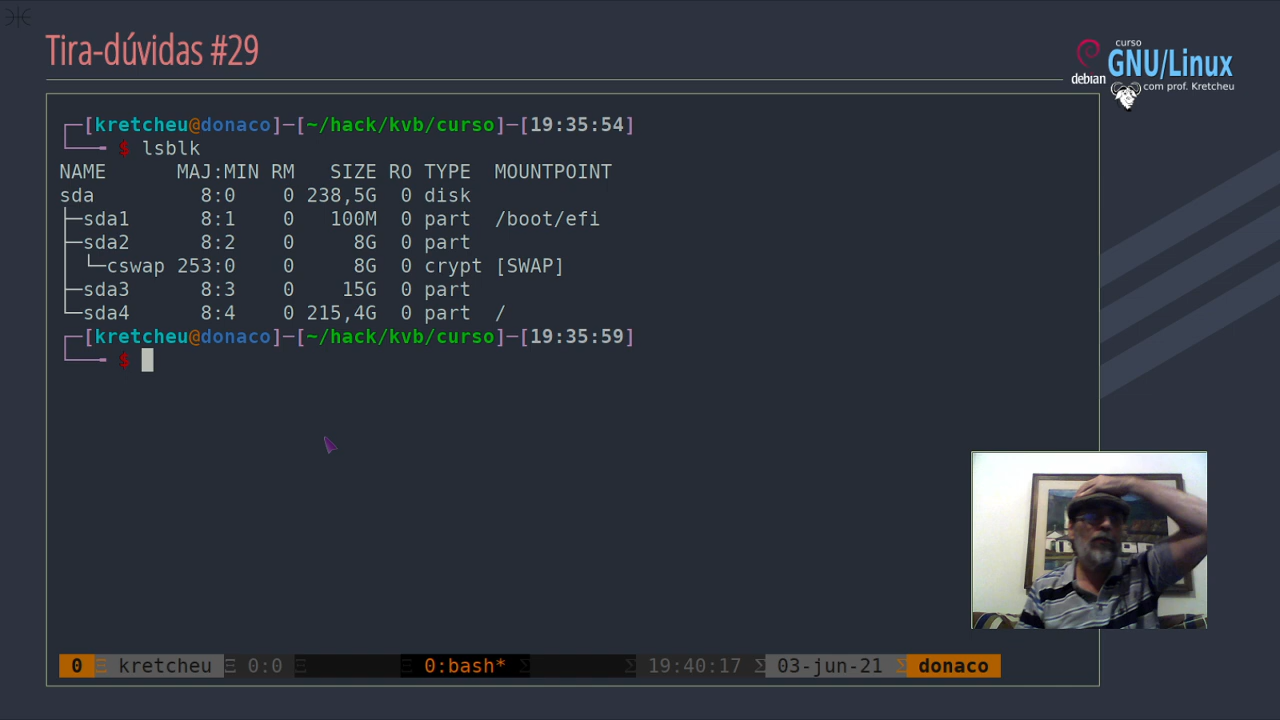 Tira-dúvidas #29
curso
GNU/Linux
debian
com prof. Kretcheu
┌─[kretcheu@donaco]─[~/hack/kvb/curso]─[19:35:54]
└──╼ $ lsblk
NAME MAJ:MIN RM SIZE RO TYPE MOUNTPOINT
sda 8:0 0 238,5G 0 disk
├─sda1 8:1 0 100M 0 part /boot/efi
├─sda2 8:2 0 8G 0 part
│ └─cswap 253:0 0 8G 0 crypt [SWAP]
├─sda3 8:3 0 15G 0 part
└─sda4 8:4 0 215,4G 0 part /
┌─[kretcheu@donaco]─[~/hack/kvb/curso]─[19:35:59]
└──╼ $
0 Ξ kretcheu Ξ 0:0 Ξ Ξ 0:bash* Σ Σ 19:40:17 Σ 03-jun-21 Σ donaco